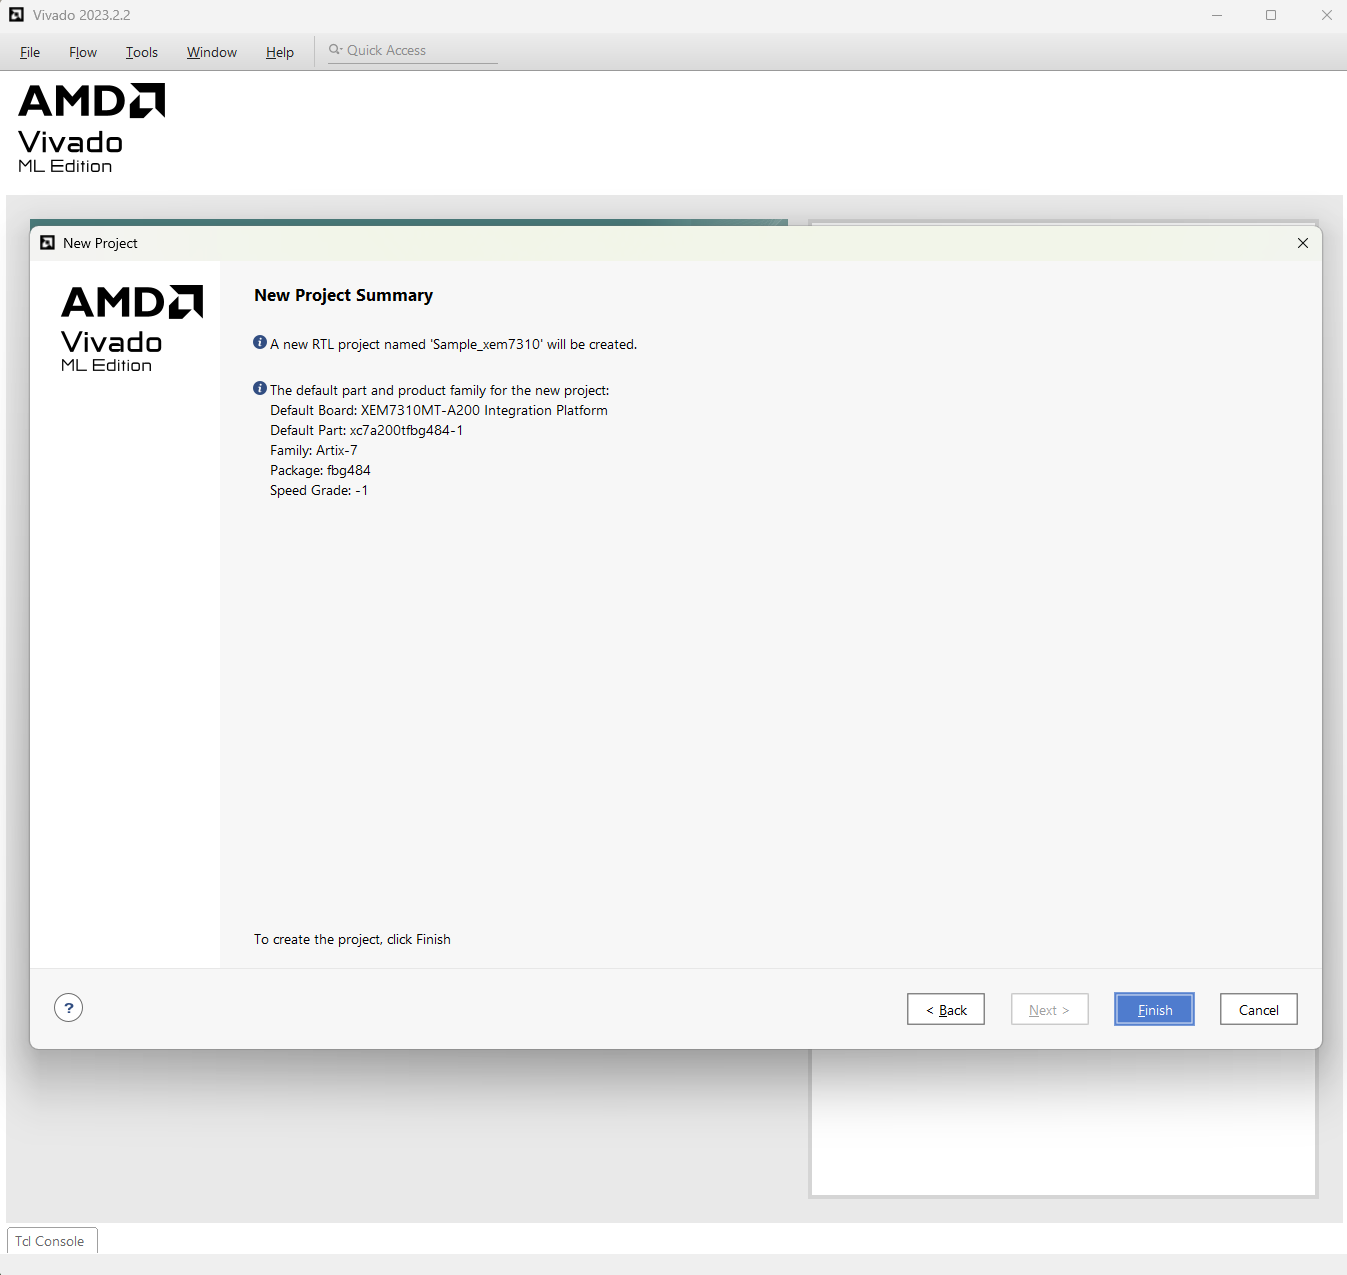 Vivado 2023.2.2
File Flow Tools Window Help Quick Access
AMD
Vivado
ML Edition
New Project
AMD
Vivado
ML Edition
New Project Summary
A new RTL project named 'Sample_xem7310' will be created.
The default part and product family for the new project:
Default Board: XEM7310MT-A200 Integration Platform
Default Part: xc7a200tfbg484-1
Family: Artix-7
Package: fbg484
Speed Grade: -1
To create the project, click Finish
? < Back Next > Finish Cancel
Tcl Console